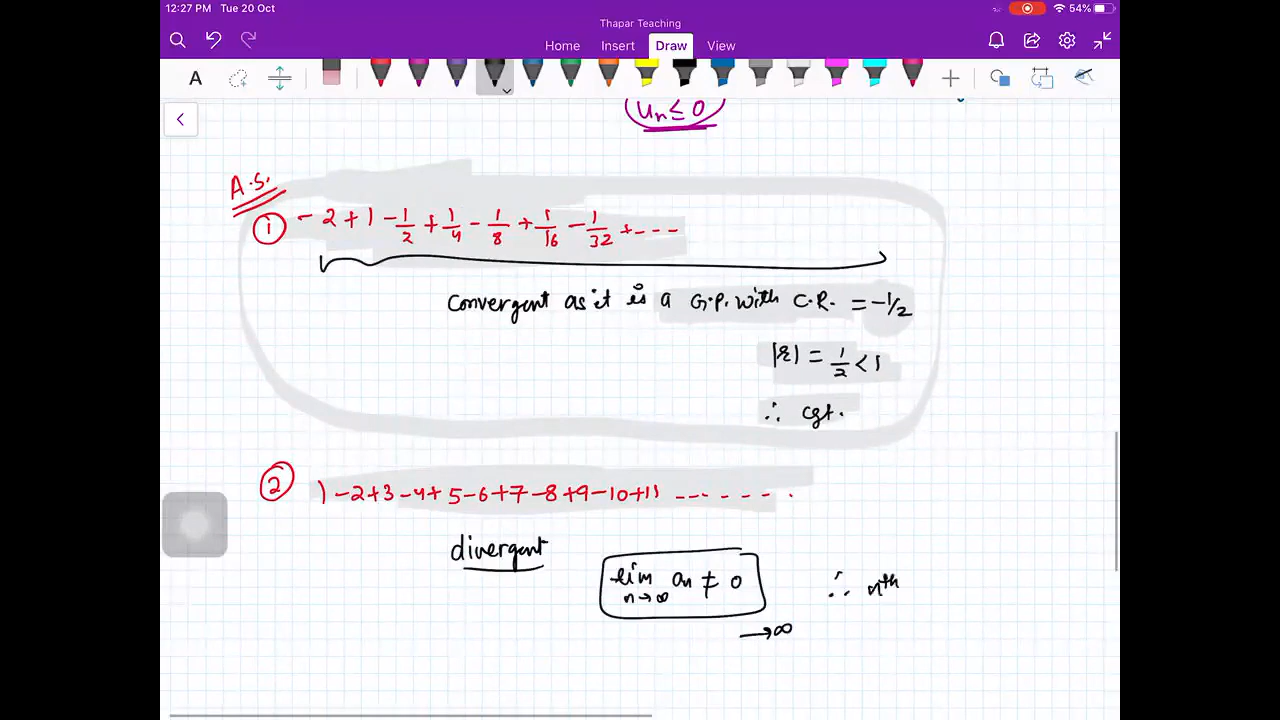 12:27 PM Tue 20 Oct
54%
Thapar Teaching
Home Insert Draw View
A
Un ≤ 0
A.S.
① - 2 + 1 - 1/2 + 1/4 - 1/8 + 1/16 - 1/32 + - - -
Convergent as it is a G.P. with C.R. = -1/2
|r| = 1/2 < 1
∴ cgt.
② 1 - 2 + 3 - 4 + 5 - 6 + 7 - 8 + 9 - 10 + 11 - - - - - - -
divergent
lim n→∞ an ≠ 0
∴ nth
→ ∞